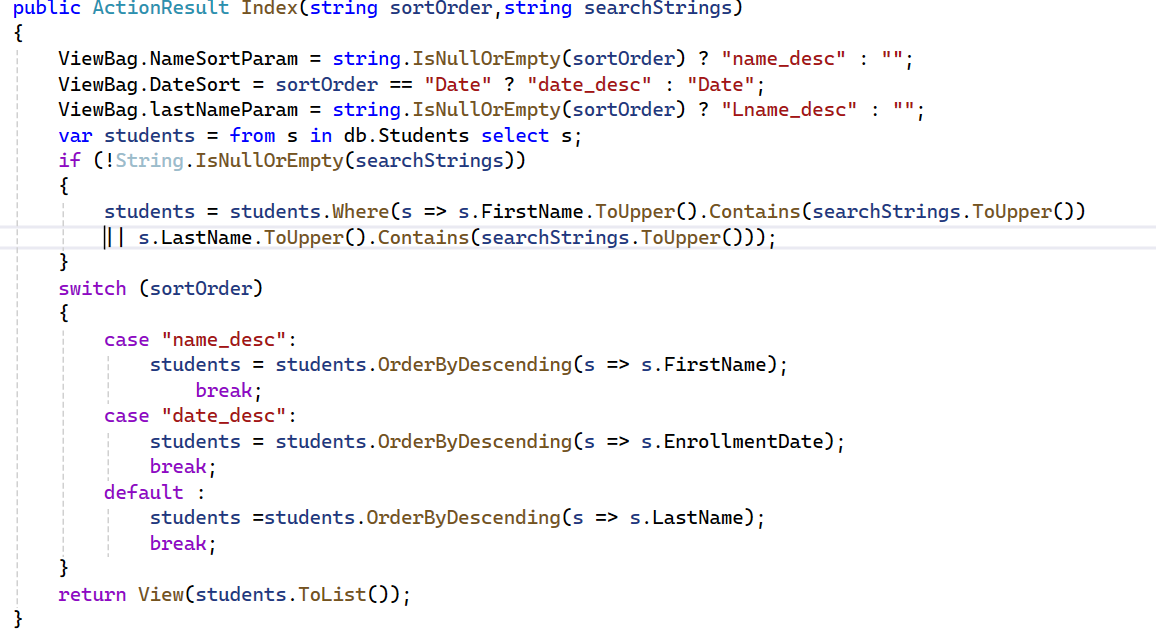 public ActionResult Index(string sortOrder,string searchStrings)
{
    ViewBag.NameSortParam = string.IsNullOrEmpty(sortOrder) ? "name_desc" : "";
    ViewBag.DateSort = sortOrder == "Date" ? "date_desc" : "Date";
    ViewBag.lastNameParam = string.IsNullOrEmpty(sortOrder) ? "Lname_desc" : "";
    var students = from s in db.Students select s;
    if (!String.IsNullOrEmpty(searchStrings))
    {
        students = students.Where(s => s.FirstName.ToUpper().Contains(searchStrings.ToUpper())
        || s.LastName.ToUpper().Contains(searchStrings.ToUpper()));
    }
    switch (sortOrder)
    {
        case "name_desc":
            students = students.OrderByDescending(s => s.FirstName);
                break;
        case "date_desc":
            students = students.OrderByDescending(s => s.EnrollmentDate);
            break;
        default :
            students =students.OrderByDescending(s => s.LastName);
            break;
    }
    return View(students.ToList());
}